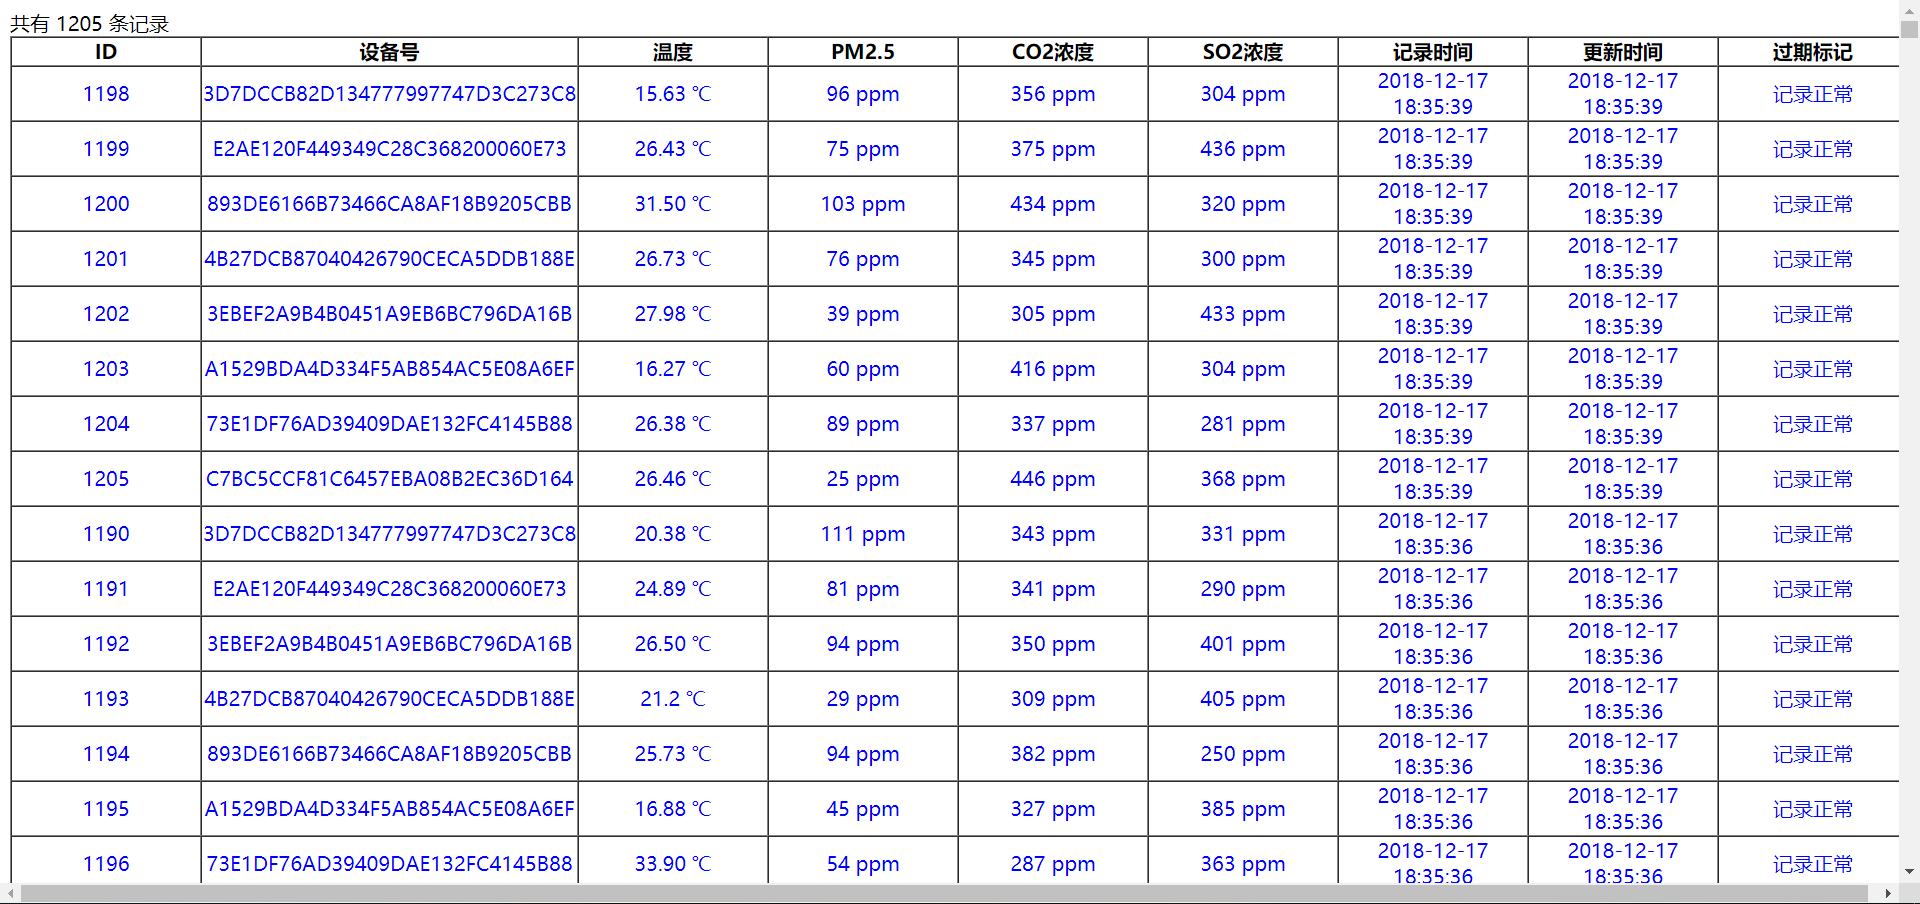 共有 1205 条记录
ID 设备号 温度 PM2.5 CO2浓度 SO2浓度 记录时间 更新时间 过期标记
1198 3D7DCCB82D134777997747D3C273C8 15.63 ℃ 96 ppm 356 ppm 304 ppm 2018-12-17 18:35:39 2018-12-17 18:35:39 记录正常
1199 E2AE120F449349C28C368200060E73 26.43 ℃ 75 ppm 375 ppm 436 ppm 2018-12-17 18:35:39 2018-12-17 18:35:39 记录正常
1200 893DE6166B73466CA8AF18B9205CBB 31.50 ℃ 103 ppm 434 ppm 320 ppm 2018-12-17 18:35:39 2018-12-17 18:35:39 记录正常
1201 4B27DCB87040426790CECA5DDB188E 26.73 ℃ 76 ppm 345 ppm 300 ppm 2018-12-17 18:35:39 2018-12-17 18:35:39 记录正常
1202 3EBEF2A9B4B0451A9EB6BC796DA16B 27.98 ℃ 39 ppm 305 ppm 433 ppm 2018-12-17 18:35:39 2018-12-17 18:35:39 记录正常
1203 A1529BDA4D334F5AB854AC5E08A6EF 16.27 ℃ 60 ppm 416 ppm 304 ppm 2018-12-17 18:35:39 2018-12-17 18:35:39 记录正常
1204 73E1DF76AD39409DAE132FC4145B88 26.38 ℃ 89 ppm 337 ppm 281 ppm 2018-12-17 18:35:39 2018-12-17 18:35:39 记录正常
1205 C7BC5CCF81C6457EBA08B2EC36D164 26.46 ℃ 25 ppm 446 ppm 368 ppm 2018-12-17 18:35:39 2018-12-17 18:35:39 记录正常
1190 3D7DCCB82D134777997747D3C273C8 20.38 ℃ 111 ppm 343 ppm 331 ppm 2018-12-17 18:35:36 2018-12-17 18:35:36 记录正常
1191 E2AE120F449349C28C368200060E73 24.89 ℃ 81 ppm 341 ppm 290 ppm 2018-12-17 18:35:36 2018-12-17 18:35:36 记录正常
1192 3EBEF2A9B4B0451A9EB6BC796DA16B 26.50 ℃ 94 ppm 350 ppm 401 ppm 2018-12-17 18:35:36 2018-12-17 18:35:36 记录正常
1193 4B27DCB87040426790CECA5DDB188E 21.2 ℃ 29 ppm 309 ppm 405 ppm 2018-12-17 18:35:36 2018-12-17 18:35:36 记录正常
1194 893DE6166B73466CA8AF18B9205CBB 25.73 ℃ 94 ppm 382 ppm 250 ppm 2018-12-17 18:35:36 2018-12-17 18:35:36 记录正常
1195 A1529BDA4D334F5AB854AC5E08A6EF 16.88 ℃ 45 ppm 327 ppm 385 ppm 2018-12-17 18:35:36 2018-12-17 18:35:36 记录正常
1196 73E1DF76AD39409DAE132FC4145B88 33.90 ℃ 54 ppm 287 ppm 363 ppm 2018-12-17 18:35:36 2018-12-17 18:35:36 记录正常